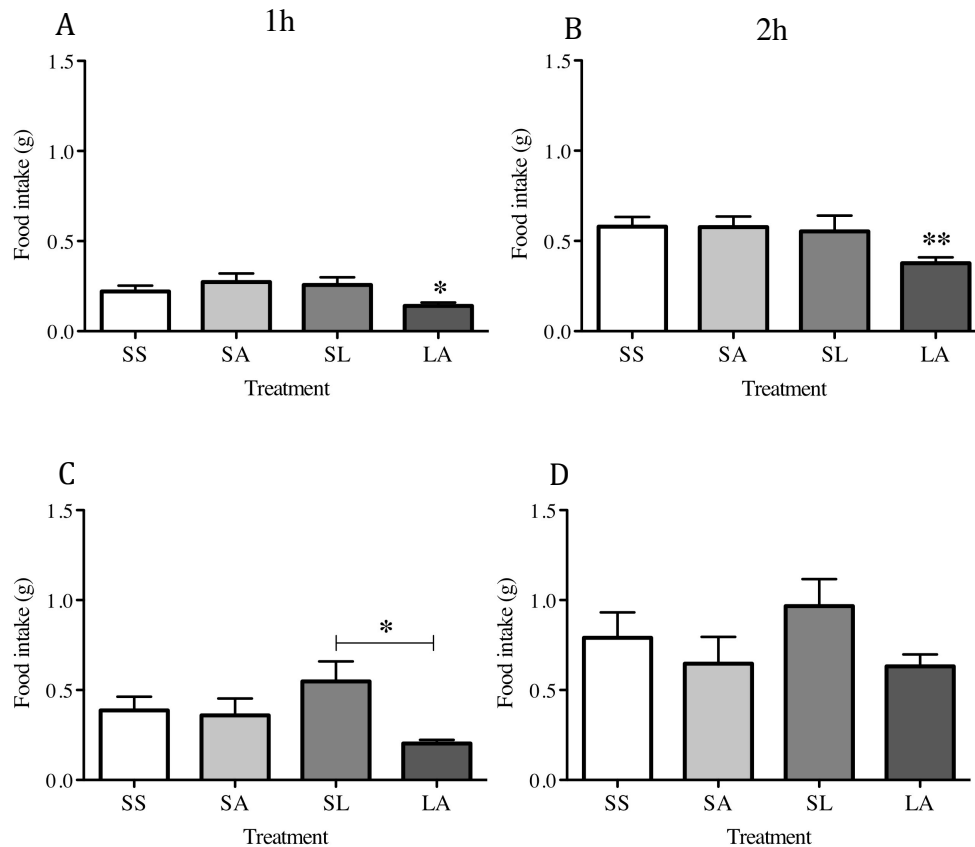 A
1h
1.5
1.0
0.5
0.0
Food intake (g)
*
SS SA SL LA
Treatment
B
2h
1.5
1.0
0.5
0.0
Food intake (g)
**
SS SA SL LA
Treatment
C
1.5
1.0
0.5
0.0
Food intake (g)
*
SS SA SL LA
Treatment
D
1.5
1.0
0.5
0.0
Food intake (g)
SS SA SL LA
Treatment